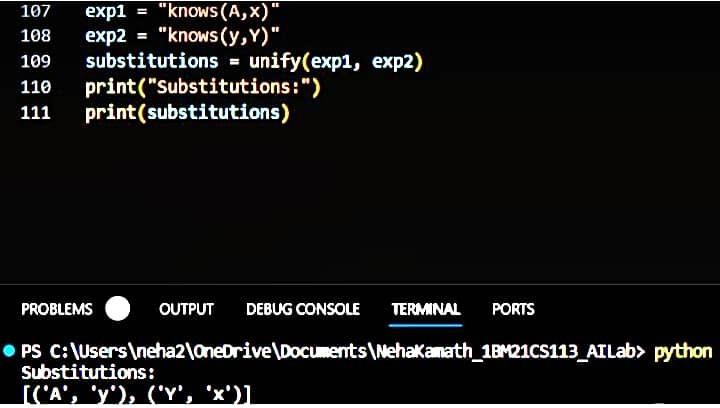 107 exp1 = "knows(A,x)"
108 exp2 = "knows(y,Y)"
109 substitutions = unify(exp1, exp2)
110 print("Substitutions:")
111 print(substitutions)
PROBLEMS OUTPUT DEBUG CONSOLE TERMINAL PORTS
PS C:\Users\neha2\OneDrive\Documents\NehaKamath_1BM21CS113_AILab> python
Substitutions:
[('A', 'y'), ('Y', 'x')]